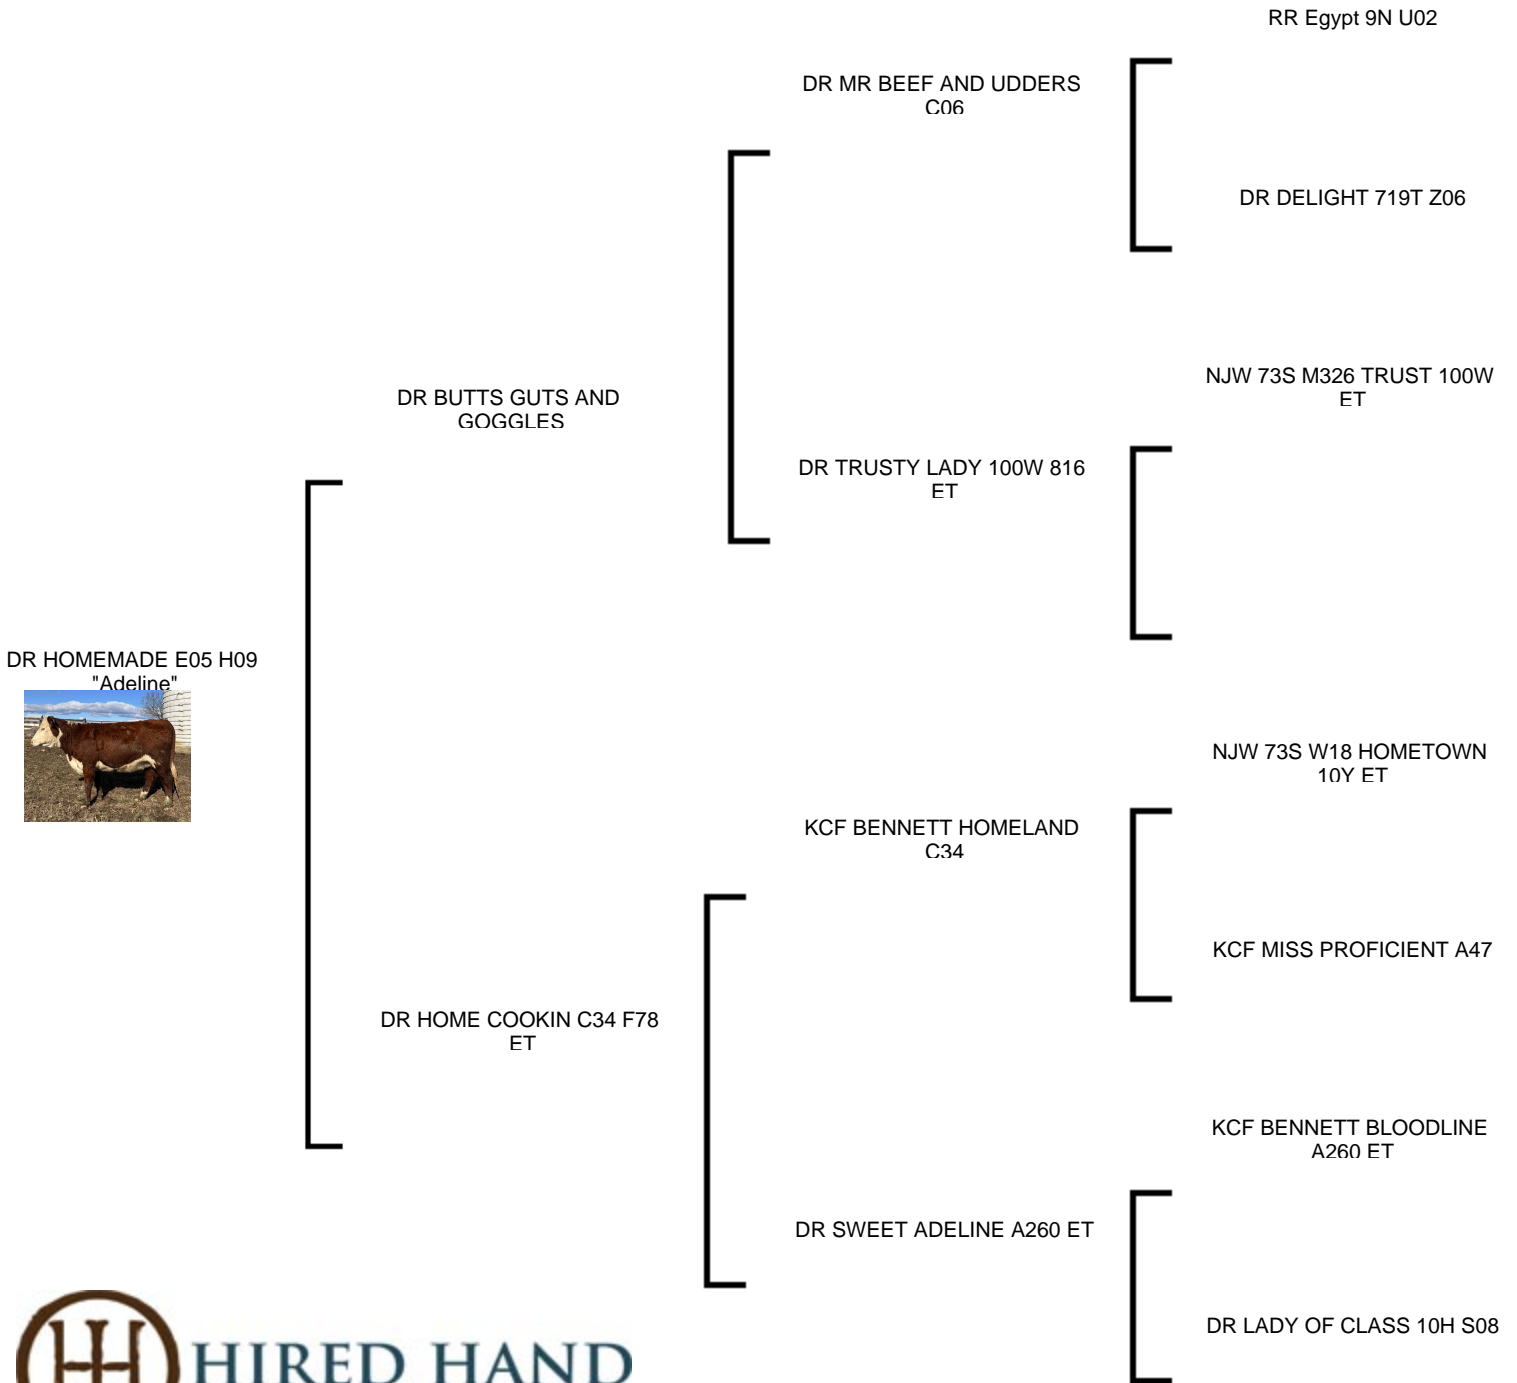 RR Egypt 9N U02
DR MR BEEF AND UDDERS
C06
DR DELIGHT 719T Z06
DR BUTTS GUTS AND
GOGGLES
NJW 73S M326 TRUST 100W
ET
DR TRUSTY LADY 100W 816
ET
DR HOMEMADE E05 H09
"Adeline"
NJW 73S W18 HOMETOWN
10Y ET
KCF BENNETT HOMELAND
C34
KCF MISS PROFICIENT A47
DR HOME COOKIN C34 F78
ET
KCF BENNETT BLOODLINE
A260 ET
DR SWEET ADELINE A260 ET
DR LADY OF CLASS 10H S08
HIRED HAND